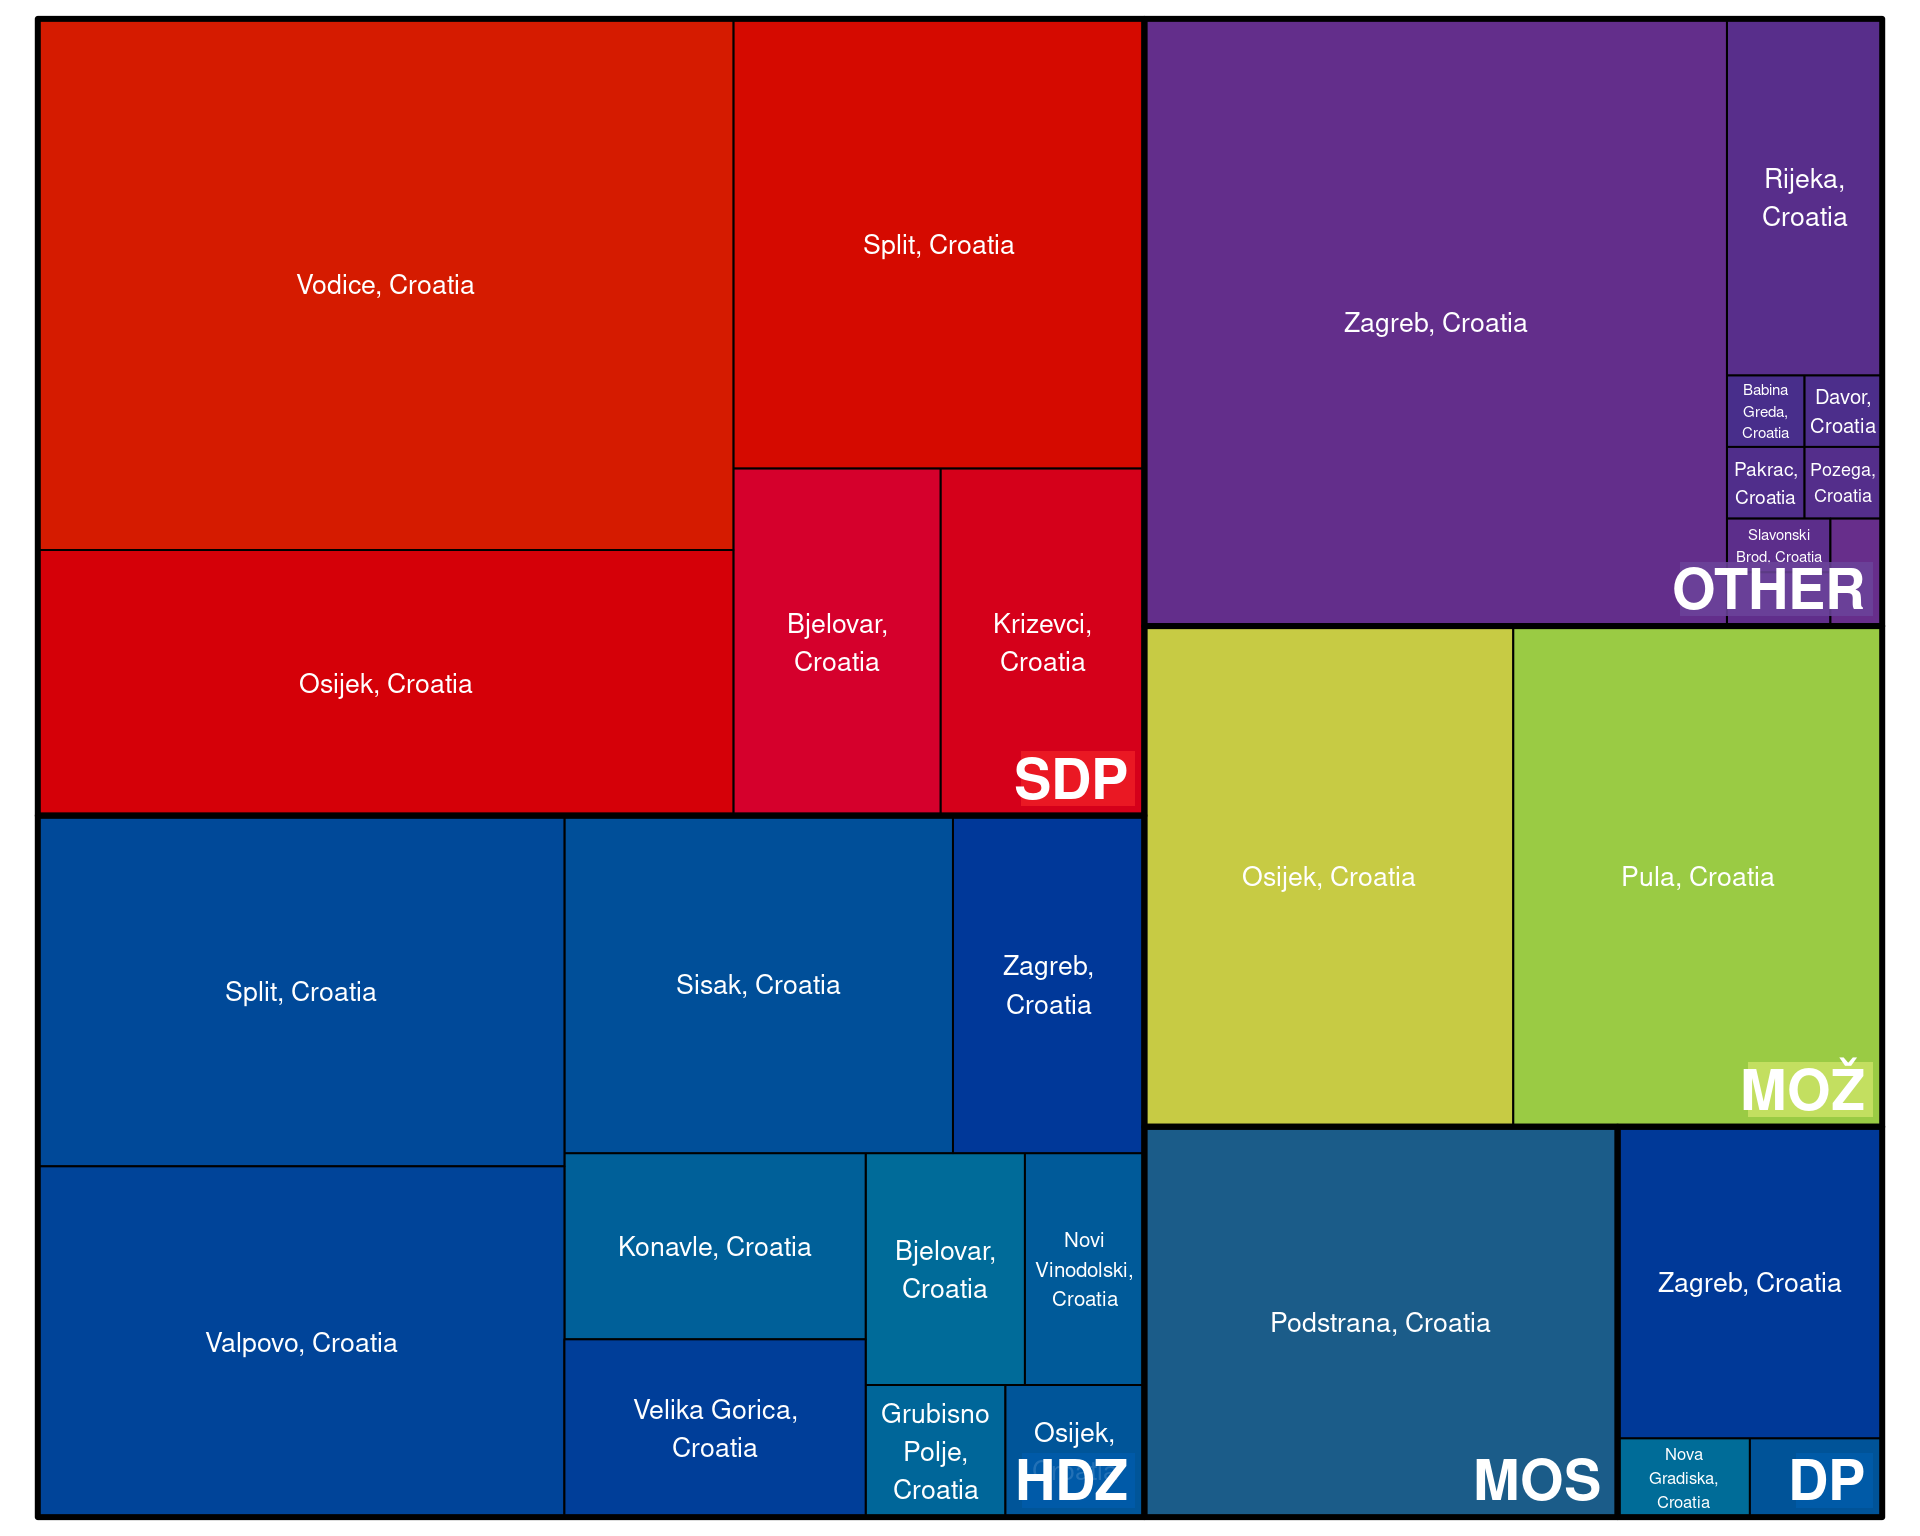 Vodice, Croatia
Split, Croatia
Osijek, Croatia
Bjelovar,
Croatia
Krizevci,
Croatia
SDP
Zagreb, Croatia
Rijeka,
Croatia
Babina
Greda,
Croatia
Davor,
Croatia
Pakrac,
Croatia
Pozega,
Croatia
Slavonski
Brod, Croatia
OTHER
Osijek, Croatia
Pula, Croatia
MOŽ
Split, Croatia
Sisak, Croatia
Zagreb,
Croatia
Valpovo, Croatia
Konavle, Croatia
Velika Gorica,
Croatia
Bjelovar,
Croatia
Novi
Vinodolski,
Croatia
Grubisno
Polje,
Croatia
Osijek,
Croatia
HDZ
Podstrana, Croatia
MOS
Zagreb, Croatia
Nova
Gradiska,
Croatia
DP